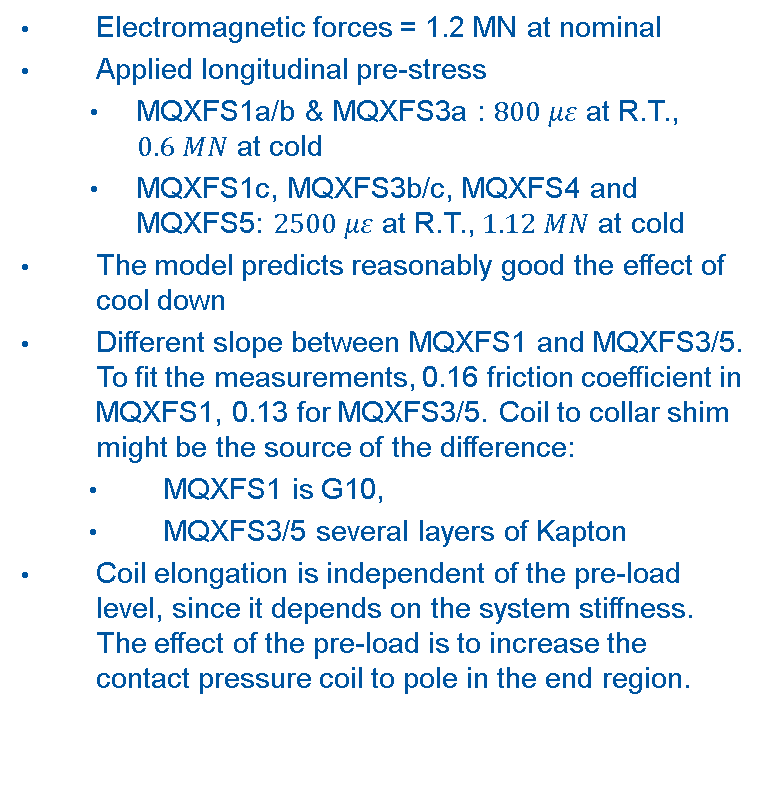 • Electromagnetic forces = 1.2 MN at nominal
• Applied longitudinal pre-stress
• MQXFS1a/b & MQXFS3a : 800 με at R.T.,
0.6 MN at cold
• MQXFS1c, MQXFS3b/c, MQXFS4 and
MQXFS5: 2500 με at R.T., 1.12 MN at cold
• The model predicts reasonably good the effect of
cool down
• Different slope between MQXFS1 and MQXFS3/5.
To fit the measurements, 0.16 friction coefficient in
MQXFS1, 0.13 for MQXFS3/5. Coil to collar shim
might be the source of the difference:
• MQXFS1 is G10,
• MQXFS3/5 several layers of Kapton
• Coil elongation is independent of the pre-load
level, since it depends on the system stiffness.
The effect of the pre-load is to increase the
contact pressure coil to pole in the end region.